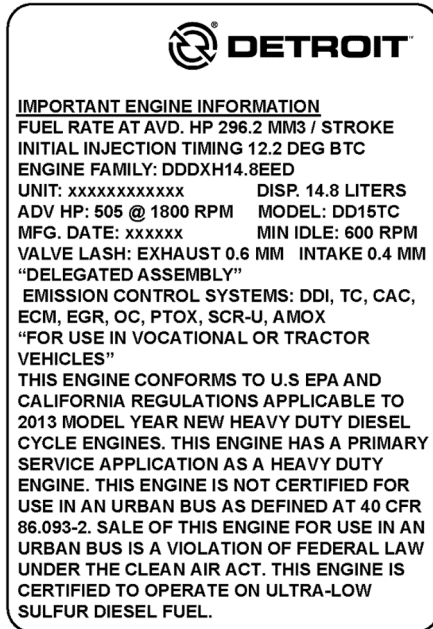 DETROIT™
IMPORTANT ENGINE INFORMATION
FUEL RATE AT AVD. HP 296.2 MM3 / STROKE
INITIAL INJECTION TIMING 12.2 DEG BTC
ENGINE FAMILY: DDDXH14.8EED
UNIT: xxxxxxxxxxxx DISP. 14.8 LITERS
ADV HP: 505 @ 1800 RPM MODEL: DD15TC
MFG. DATE: xxxxxx MIN IDLE: 600 RPM
VALVE LASH: EXHAUST 0.6 MM INTAKE 0.4 MM
“DELEGATED ASSEMBLY”
EMISSION CONTROL SYSTEMS: DDI, TC, CAC,
ECM, EGR, OC, PTOX, SCR-U, AMOX
“FOR USE IN VOCATIONAL OR TRACTOR
VEHICLES”
THIS ENGINE CONFORMS TO U.S EPA AND
CALIFORNIA REGULATIONS APPLICABLE TO
2013 MODEL YEAR NEW HEAVY DUTY DIESEL
CYCLE ENGINES. THIS ENGINE HAS A PRIMARY
SERVICE APPLICATION AS A HEAVY DUTY
ENGINE. THIS ENGINE IS NOT CERTIFIED FOR
USE IN AN URBAN BUS AS DEFINED AT 40 CFR
86.093-2. SALE OF THIS ENGINE FOR USE IN AN
URBAN BUS IS A VIOLATION OF FEDERAL LAW
UNDER THE CLEAN AIR ACT. THIS ENGINE IS
CERTIFIED TO OPERATE ON ULTRA-LOW
SULFUR DIESEL FUEL.